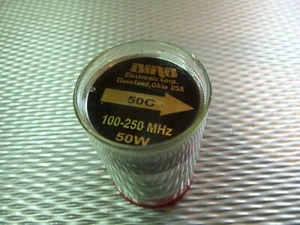 BIRD
Electronic Corp.
Cleveland, Ohio USA
50C
100-250 MHz
50W